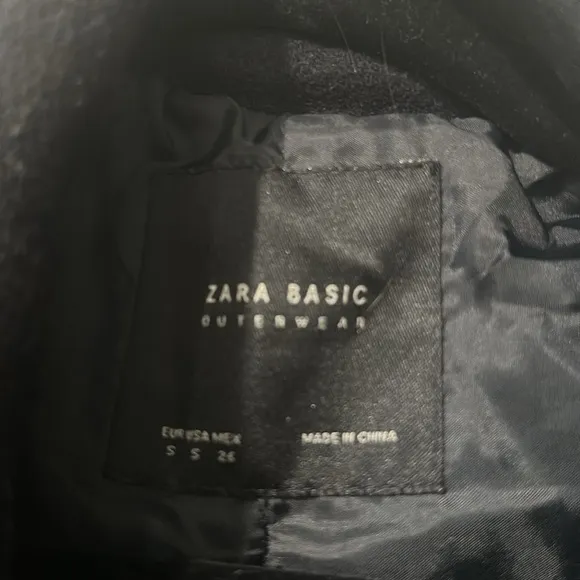 ZARA BASIC
OUTERWEAR
EUR USA MEX
S S 26
MADE IN CHINA